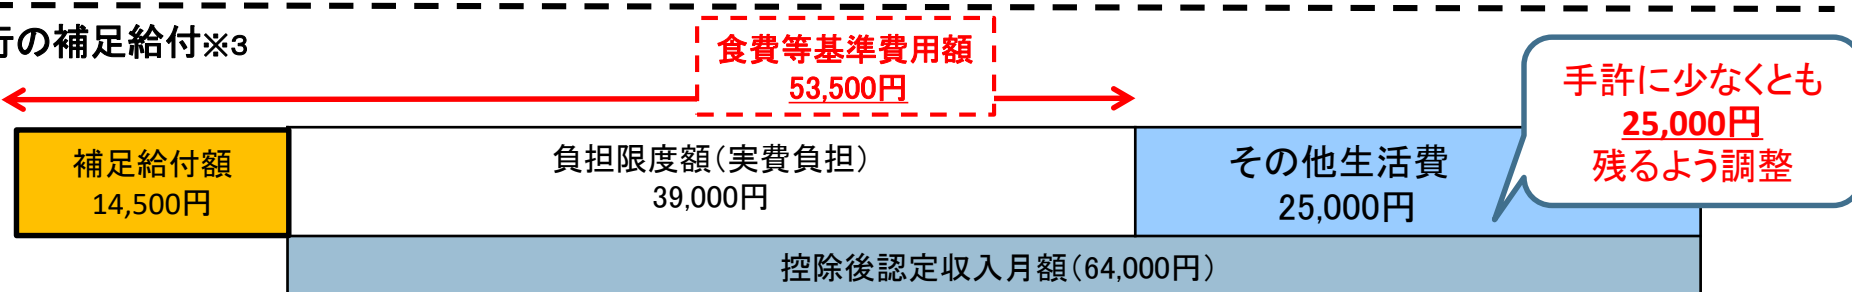 行の補足給付※3
食費等基準費用額
53,500円
手許に少なくとも
25,000円
残るよう調整
補足給付額
14,500円
負担限度額（実費負担）
39,000円
その他生活費
25,000円
控除後認定収入月額（64,000円）